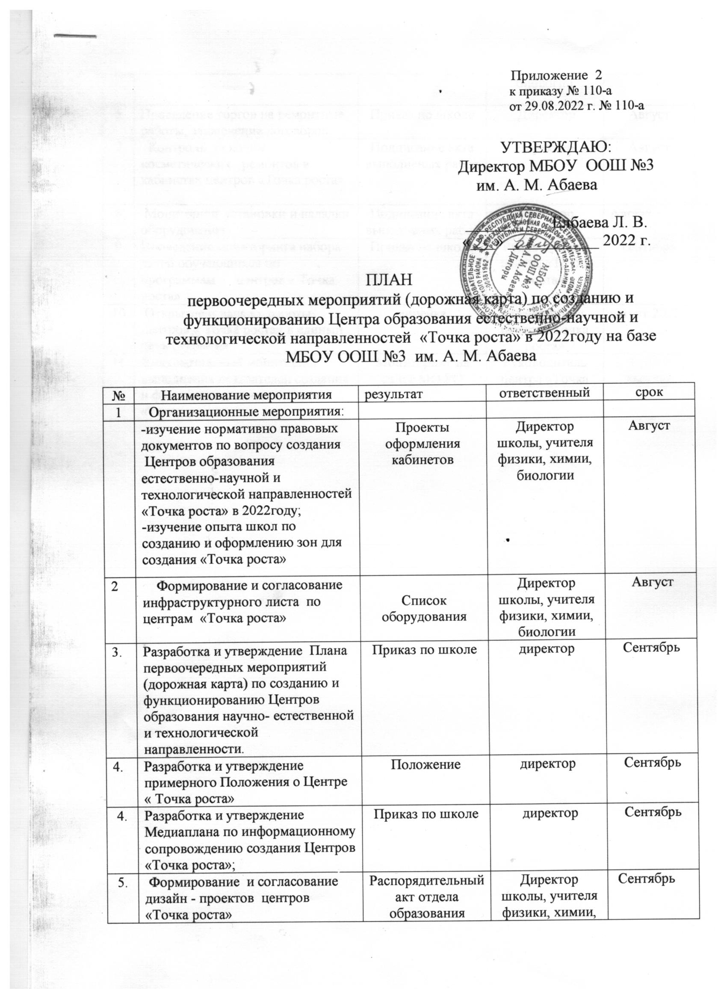 Приложение 2
к приказу № 110-а
от 29.08.2022 г. № 110-а
УТВЕРЖДАЮ:
Директор МБОУ ООШ №3
им. А. М. Абаева
Елбаева Л. В.
« » 2022 г.
МБОУ
ООШ №3
им. А.М. Абаева
г. Дигоры
ПЛАН
первоочередных мероприятий (дорожная карта) по созданию и
функционированию Центра образования естественно-научной и
технологической направленностей «Точка роста» в 2022году на базе
МБОУ ООШ №3 им. А. М. Абаева
№ Наименование мероприятия результат ответственный срок
1 Организационные мероприятия:
-изучение нормативно правовых
документов по вопросу создания
Центров образования
естественно-научной и
технологической направленностей
«Точка роста» в 2022году;
-изучение опыта школ по
созданию и оформлению зон для
создания «Точка роста»
Проекты
оформления
кабинетов
Директор
школы, учителя
физики, химии,
биологии
Август
2
Формирование и согласование
инфраструктурного листа по
центрам «Точка роста»
Список
оборудования
Директор
школы, учителя
физики, химии,
биологии
Август
3.
Разработка и утверждение Плана
первоочередных мероприятий
(дорожная карта) по созданию и
функционированию Центров
образования научно- естественной
и технологической
направленности.
Приказ по школе
директор
Сентябрь
4.
Разработка и утверждение
примерного Положения о Центре
« Точка роста»
Положение
директор
Сентябрь
4.
Разработка и утверждение
Медиаплана по информационному
сопровождению создания Центров
«Точка роста»;
Приказ по школе
директор
Сентябрь
5.
Формирование и согласование
дизайн - проектов центров
«Точка роста»
Распорядительный
акт отдела
образования
Директор
школы, учителя
физики, химии,
Сентябрь